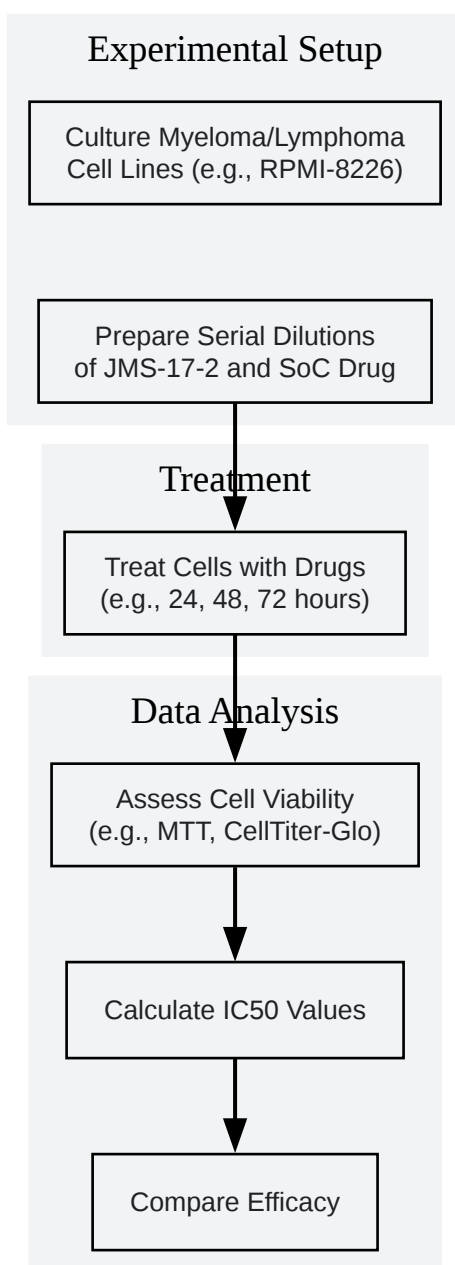 Experimental Setup
Culture Myeloma/Lymphoma
Cell Lines (e.g., RPMI-8226)
Prepare Serial Dilutions
of JMS-17-2 and SoC Drug
Treatment
Treat Cells with Drugs
(e.g., 24, 48, 72 hours)
Data Analysis
Assess Cell Viability
(e.g., MTT, CellTiter-Glo)
Calculate IC50 Values
Compare Efficacy